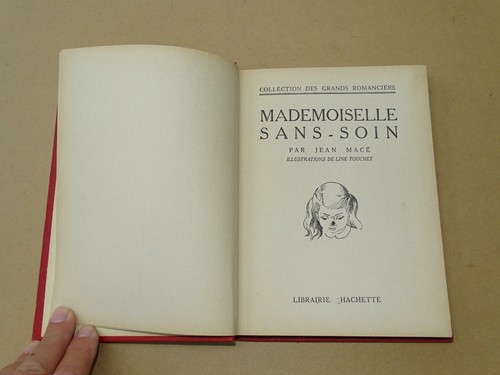 COLLECTION DES GRANDS ROMANCIERS
MADEMOISELLE
SANS-SOIN
PAR JEAN MACÉ
ILLUSTRATIONS DE LINE TOUCHET
LIBRAIRIE HACHETTE